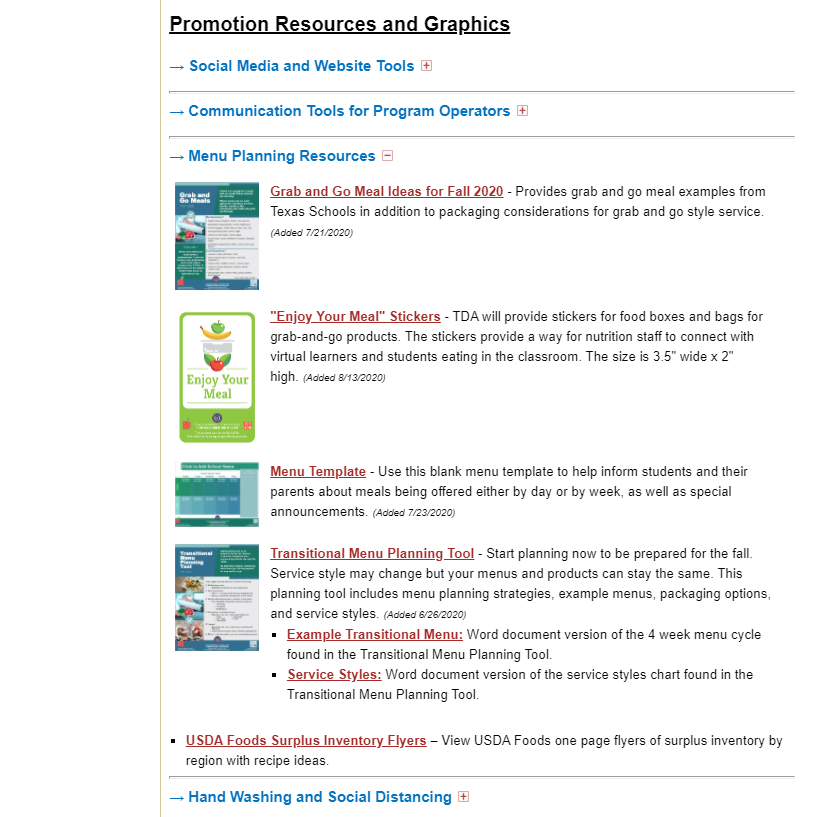 Promotion Resources and Graphics
→ Social Media and Website Tools
→ Communication Tools for Program Operators
→ Menu Planning Resources
Grab and Go Meals
Grab and Go Meal Ideas for Fall 2020 - Provides grab and go meal examples from
Texas Schools in addition to packaging considerations for grab and go style service.
(Added 7/21/2020)
Enjoy Your
Meal
"Enjoy Your Meal" Stickers - TDA will provide stickers for food boxes and bags for
grab-and-go products. The stickers provide a way for nutrition staff to connect with
virtual learners and students eating in the classroom. The size is 3.5" wide x 2"
high. (Added 8/13/2020)
Click to Add School Name
Menu Template - Use this blank menu template to help inform students and their
parents about meals being offered either by day or by week, as well as special
announcements. (Added 7/23/2020)
Transitional
Menu
Planning
Tool
Transitional Menu Planning Tool - Start planning now to be prepared for the fall.
Service style may change but your menus and products can stay the same. This
planning tool includes menu planning strategies, example menus, packaging options,
and service styles. (Added 6/26/2020)
▪ Example Transitional Menu: Word document version of the 4 week menu cycle
found in the Transitional Menu Planning Tool.
▪ Service Styles: Word document version of the service styles chart found in the
Transitional Menu Planning Tool.
▪ USDA Foods Surplus Inventory Flyers – View USDA Foods one page flyers of surplus inventory by
region with recipe ideas.
→ Hand Washing and Social Distancing